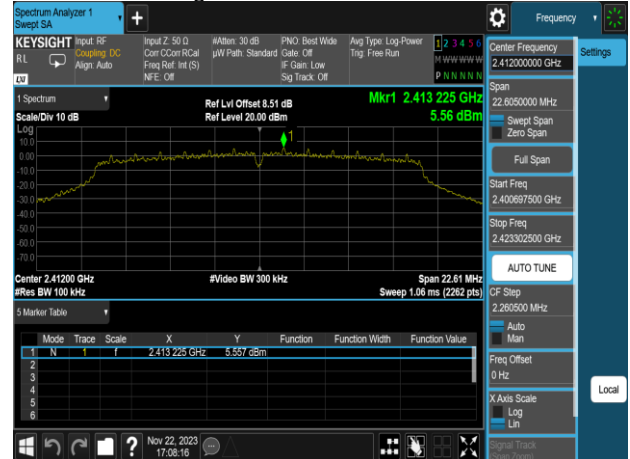 Spectrum Analyzer 1
Swept SA
+
Frequency
KEYSIGHT
RL
LXI
Input: RF
Coupling: DC
Align: Auto
Input Z: 50 Ω
Corr CCorr RCal
Freq Ref: Int (S)
NFE: Off
#Atten: 30 dB
µW Path: Standard
PNO: Best Wide
Gate: Off
IF Gain: Low
Sig Track: Off
Avg Type: Log-Power
Trig: Free Run
1 2 3 4 5 6
M W W W W W
P N N N N N
Center Frequency
2.412000000 GHz
Settings
1 Spectrum
Scale/Div 10 dB
Ref Lvl Offset 8.51 dB
Ref Level 20.00 dBm
Mkr1 2.413 225 GHz
5.56 dBm
Log
10.0
0.00
-10.0
-20.0
-30.0
-40.0
-50.0
-60.0
-70.0
1
Center 2.41200 GHz
#Res BW 100 kHz
#Video BW 300 kHz
Span 22.61 MHz
Sweep 1.06 ms (2262 pts)
Span
22.6050000 MHz
Swept Span
Zero Span
Full Span
Start Freq
2.400697500 GHz
Stop Freq
2.423302500 GHz
AUTO TUNE
CF Step
2.260500 MHz
Auto
Man
Freq Offset
0 Hz
X Axis Scale
Log
Lin
Signal Track
(Span Zoom)
Local
5 Marker Table
Mode Trace Scale X Y Function Function Width Function Value
1 N 1 f 2.413 225 GHz 5.557 dBm
2
3
4
5
6
?
Nov 22, 2023
17:08:16